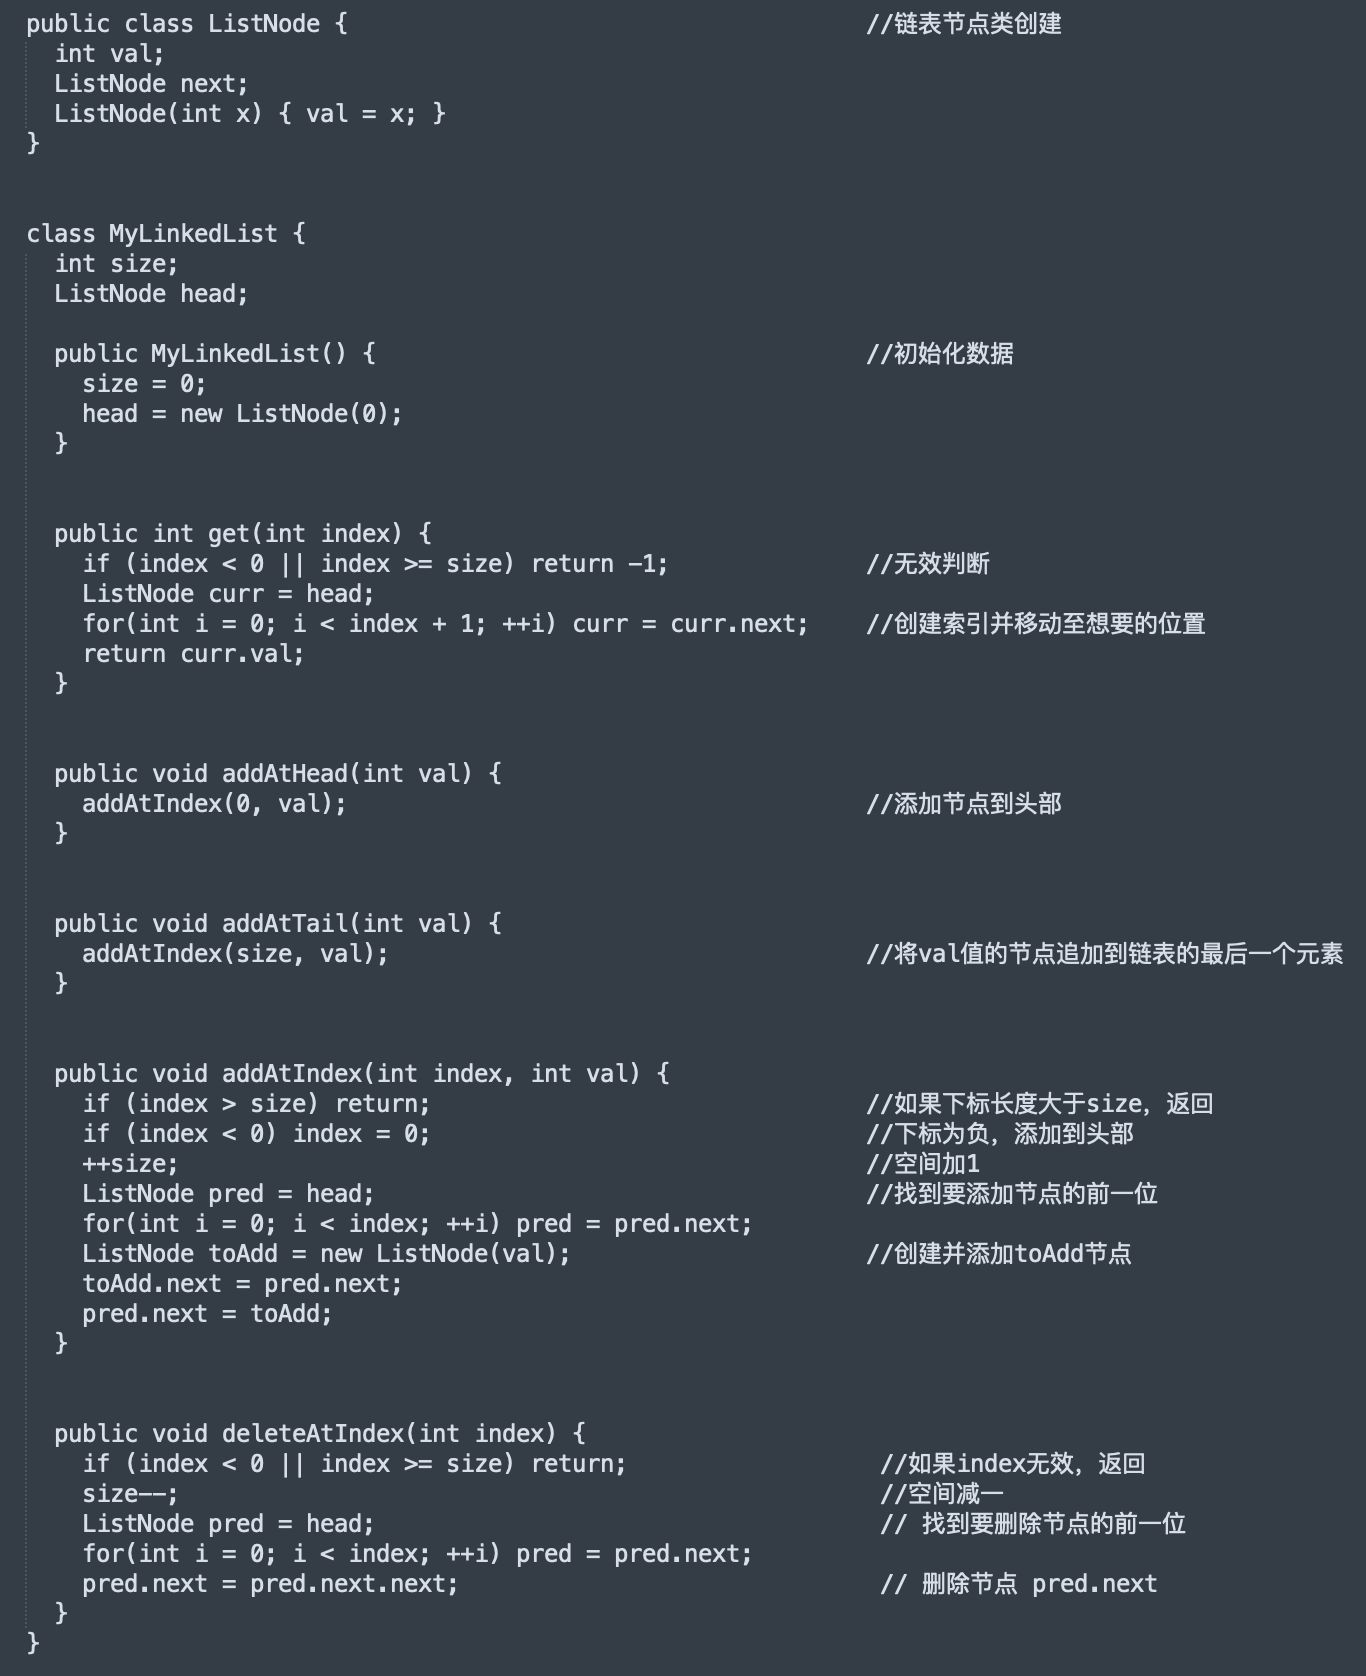 public class ListNode { //链表节点类创建
int val;
ListNode next;
ListNode(int x) { val = x; }
}
class MyLinkedList {
int size;
ListNode head;
public MyLinkedList() { //初始化数据
size = 0;
head = new ListNode(0);
}
public int get(int index) {
if (index < 0 || index >= size) return -1; //无效判断
ListNode curr = head;
for(int i = 0; i < index + 1; ++i) curr = curr.next; //创建索引并移动至想要的位置
return curr.val;
}
public void addAtHead(int val) {
addAtIndex(0, val); //添加节点到头部
}
public void addAtTail(int val) {
addAtIndex(size, val); //将val值的节点追加到链表的最后一个元素
}
public void addAtIndex(int index, int val) {
if (index > size) return; //如果下标长度大于size，返回
if (index < 0) index = 0; //下标为负，添加到头部
++size; //空间加1
ListNode pred = head; //找到要添加节点的前一位
for(int i = 0; i < index; ++i) pred = pred.next;
ListNode toAdd = new ListNode(val); //创建并添加toAdd节点
toAdd.next = pred.next;
pred.next = toAdd;
}
public void deleteAtIndex(int index) {
if (index < 0 || index >= size) return; //如果index无效，返回
size--; //空间减一
ListNode pred = head; // 找到要删除节点的前一位
for(int i = 0; i < index; ++i) pred = pred.next;
pred.next = pred.next.next; // 删除节点 pred.next
}
}